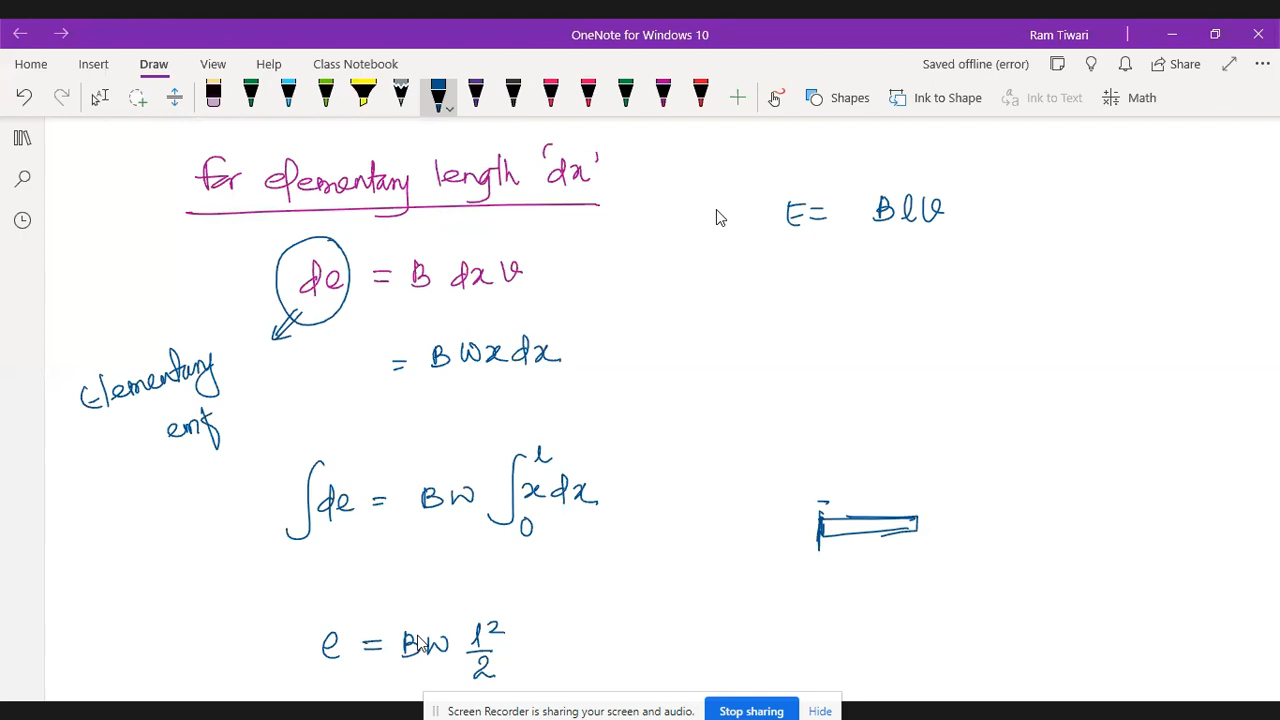 OneNote for Windows 10
Ram Tiwari
Home Insert Draw View Help Class Notebook
Saved offline (error)
Share
Shapes
Ink to Shape
Ink to Text
Math
for elementary length 'dx'
E = Blv
de = B dx v
= Bωx dx
Elementary
emf
∫de = Bω ∫₀ˡ x dx
e = Bω l²/2
Screen Recorder is sharing your screen and audio.
Stop sharing
Hide